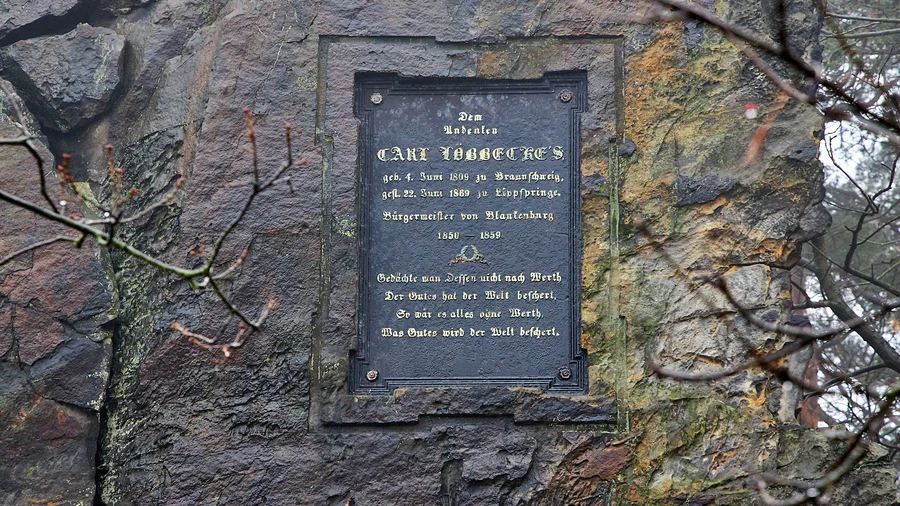 Dem
Andenken
CARL LÖBBECKE'S.
geb. 4. Juni 1809 zu Braunschweig,
gest. 22. Juni 1869 zu Lippspringe.
Bürgermeister von Blankenburg
1850 — 1859
Gedächte man Dessen nicht nach Werth
Der Gutes hat der Welt beschert,
So wär es alles ohne Werth,
Was Gutes wird der Welt beschert.